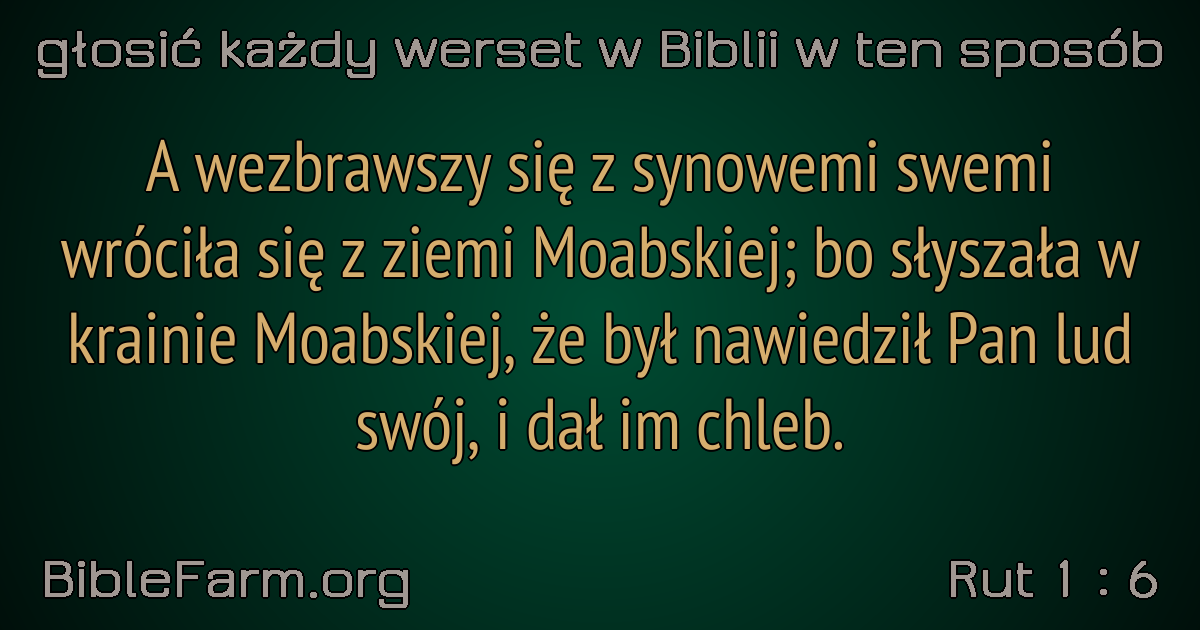 głosić każdy werset w Biblii w ten sposób
A wezbrawszy się z synowemi swemi
wróciła się z ziemi Moabskiej; bo słyszała w
krainie Moabskiej, że był nawiedził Pan lud
swój, i dał im chleb.
BibleFarm.org
Rut 1 : 6